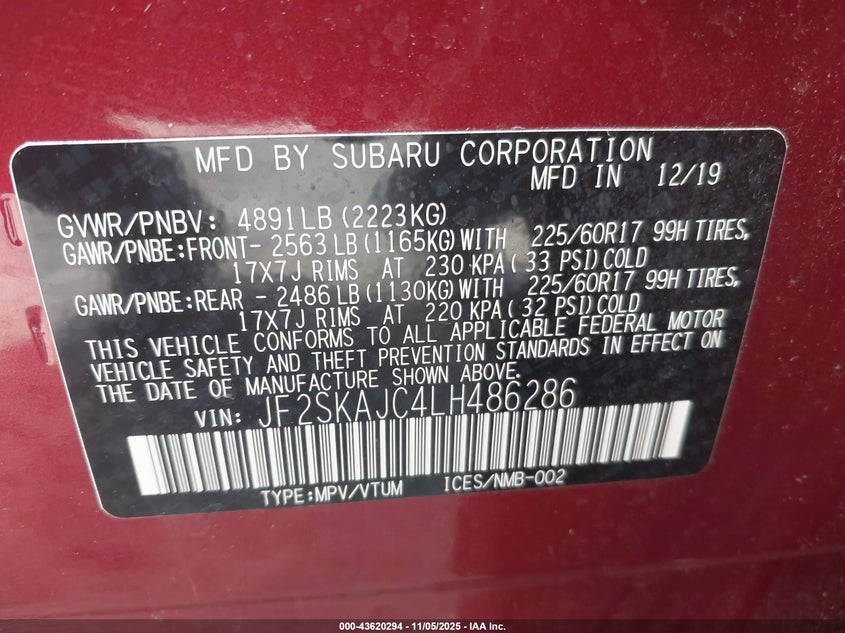 MFD BY SUBARU CORPORATION
MFD IN 12/19
GVWR/PNBV: 4891LB (2223KG)
GAWR/PNBE:FRONT- 2563 LB (1165KG) WITH 225/60R17 99H TIRES,
17X7J RIMS AT 230 KPA ( 33 PSI) COLD
GAWR/PNBE:REAR - 2486 LB (1130KG) WITH 225/60R17 99H TIRES,
17X7J RIMS AT 220 KPA ( 32 PSI) COLD
THIS VEHICLE CONFORMS TO ALL APPLICABLE FEDERAL MOTOR
VEHICLE SAFETY AND THEFT PREVENTION STANDARDS IN EFFECT ON
THE DATE OF MANUFACTURE SHOWN ABOVE.
VIN: JF2SKAJC4LH486286
TYPE:MPV/VTUM ICES/NMB-002
000-43620294 - 11/05/2025 - IAA Inc.